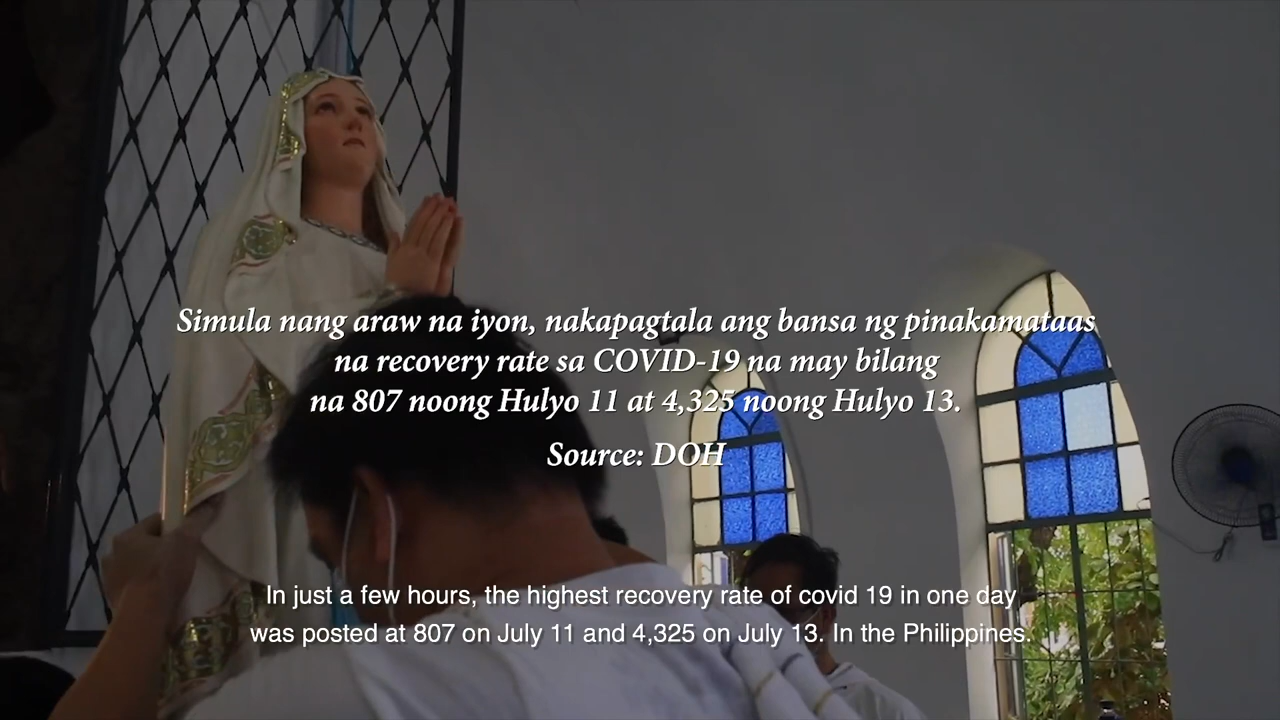 Simula nang araw na iyon, nakapagtala ang bansa ng pinakamataas
na recovery rate sa COVID-19 na may bilang
na 807 noong Hulyo 11 at 4,325 noong Hulyo 13.
Source: DOH
In just a few hours, the highest recovery rate of covid 19 in one day
was posted at 807 on July 11 and 4,325 on July 13. In the Philippines.